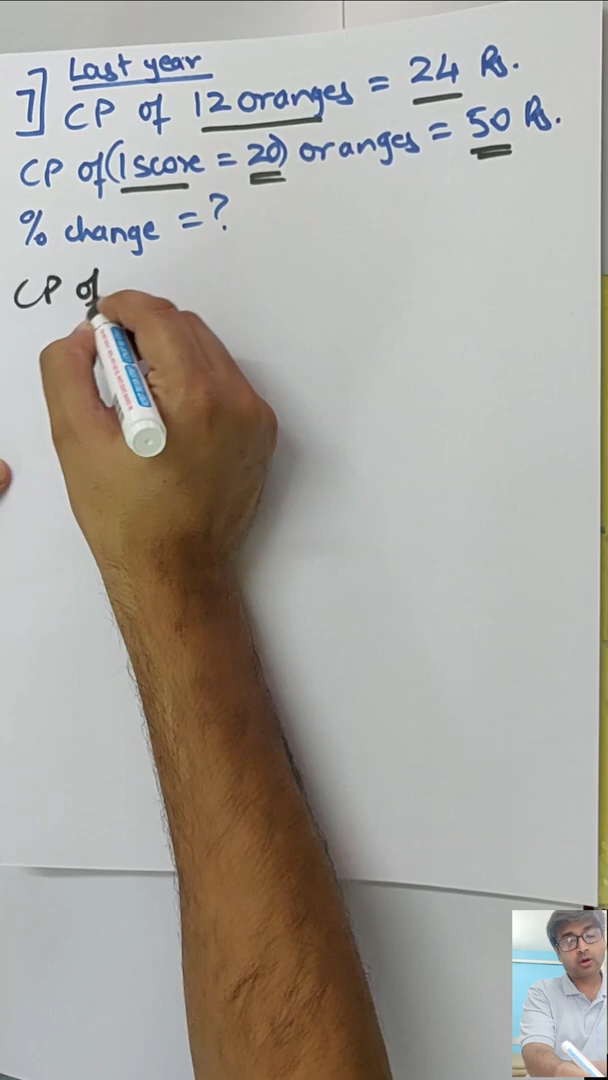 7] Last year
CP of 12 oranges = 24 Rs.
CP of (1 score = 20) oranges = 50 Rs.
% change = ?
CP of